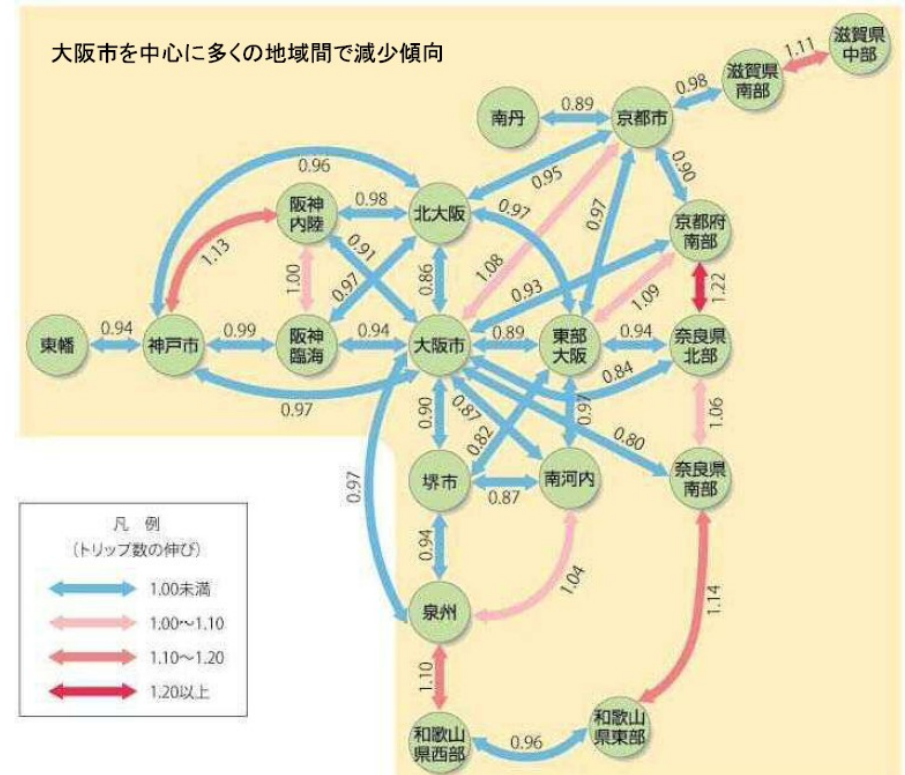 大阪市を中心に多くの地域間で減少傾向
滋賀県
中部
1.11
滋賀県
南部
0.98
京都市
0.89
南丹
0.96
0.95
0.90
阪神
内陸
0.98
北大阪
0.97
0.97
京都府
南部
1.13
0.91
1.08
1.00
0.97
0.86
0.93
1.09
1.22
東幡
0.94
神戸市
0.99
阪神
臨海
0.94
大阪市
0.89
東部
大阪
0.94
奈良県
北部
0.84
0.97
0.90
0.87
0.82
0.97
0.80
1.06
0.97
堺市
0.87
南河内
奈良県
南部
0.94
1.04
1.14
泉州
1.10
和歌山
県西部
0.96
和歌山
県東部
凡 例
(トリップ数の伸び)
1.00未満
1.00~1.10
1.10~1.20
1.20以上